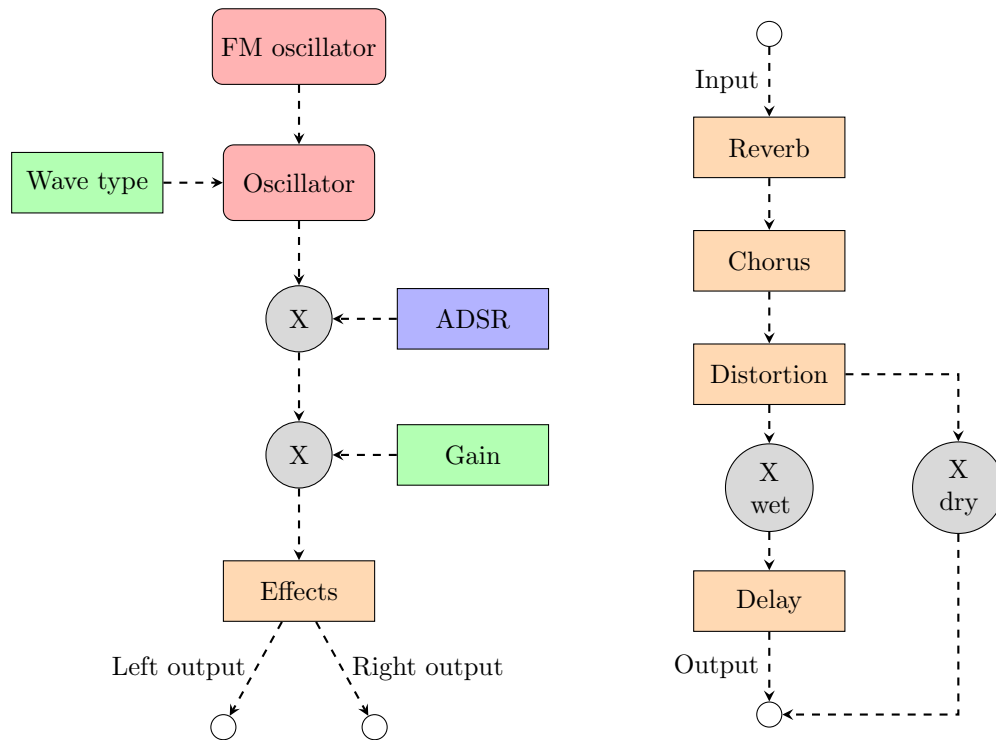 FM oscillator
Wave type
Oscillator
X
ADSR
X
Gain
Effects
Left output
Right output
Input
Reverb
Chorus
Distortion
X
wet
X
dry
Delay
Output